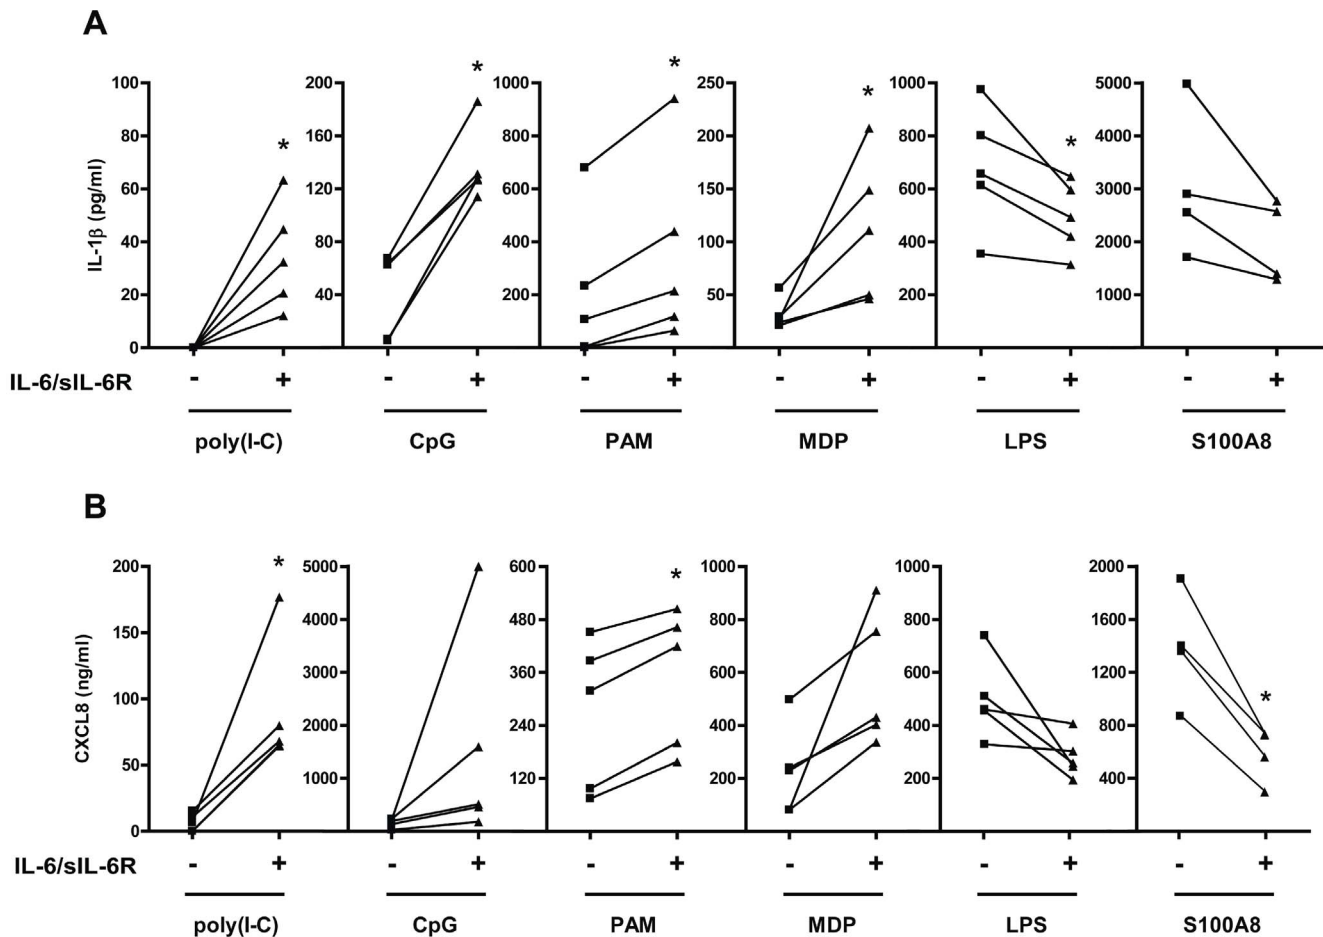 A
* * * * *
100 200 1000 250 1000 5000
80 160 800 200 800 4000
60 120 600 150 600 3000
40 80 400 100 400 2000
20 40 200 50 200 1000
0
IL-1β (pg/ml)
IL-6/sIL-6R - + - + - + - + - + - +
poly(I-C) CpG PAM MDP LPS S100A8
B
* * *
200 5000 600 1000 1000 2000
150 4000 480 800 800 1600
100 3000 360 600 600 1200
50 2000 240 400 400 800
0 1000 120 200 200 400
CXCL8 (ng/ml)
IL-6/sIL-6R - + - + - + - + - + - +
poly(I-C) CpG PAM MDP LPS S100A8